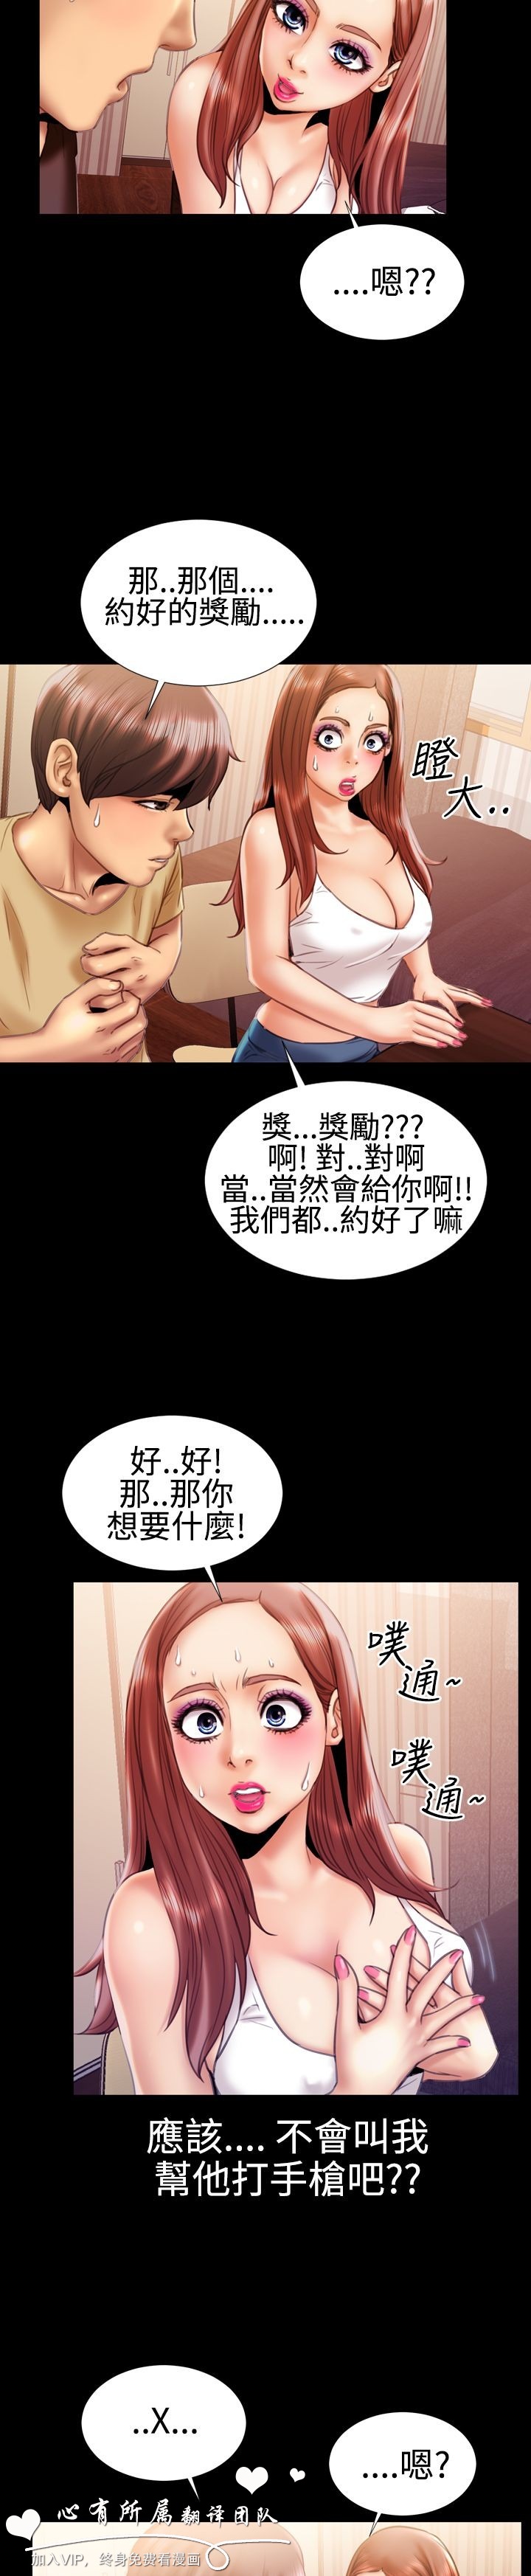 ....嗯??
那..那個....
約好的獎勵.....
瞪大..
獎...獎勵???
啊! 對..對啊
當..當然會給你啊!!
我們都..約好了嘛
好..好!
那..那你
想要什麼!
噗通~
噗通~
應該.... 不會叫我
幫他打手槍吧??
..X...
....嗯?
心有所属翻译团队
加入VIP，终身免费看漫画